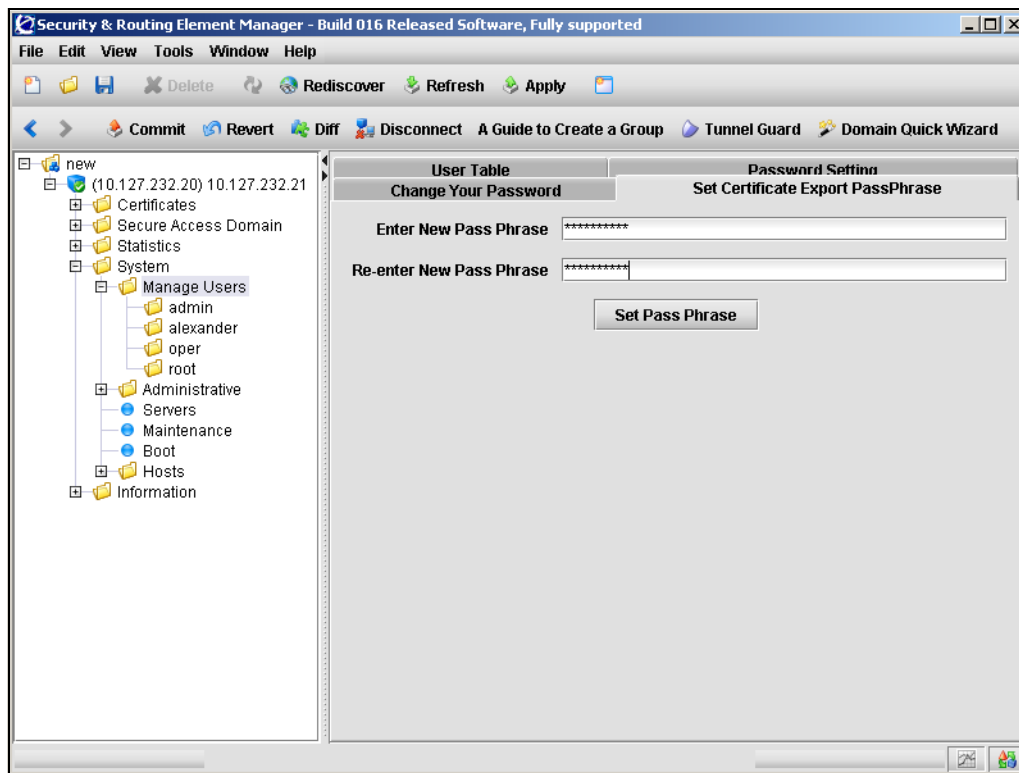 Security & Routing Element Manager - Build 016 Released Software, Fully supported
File Edit View Tools Window Help
Delete Rediscover Refresh Apply
Commit Revert Diff Disconnect A Guide to Create a Group Tunnel Guard Domain Quick Wizard
new
(10.127.232.20) 10.127.232.21
Certificates
Secure Access Domain
Statistics
System
Manage Users
admin
alexander
oper
root
Administrative
Servers
Maintenance
Boot
Hosts
Information
User Table Password Setting
Change Your Password Set Certificate Export PassPhrase
Enter New Pass Phrase **********
Re-enter New Pass Phrase **********
Set Pass Phrase